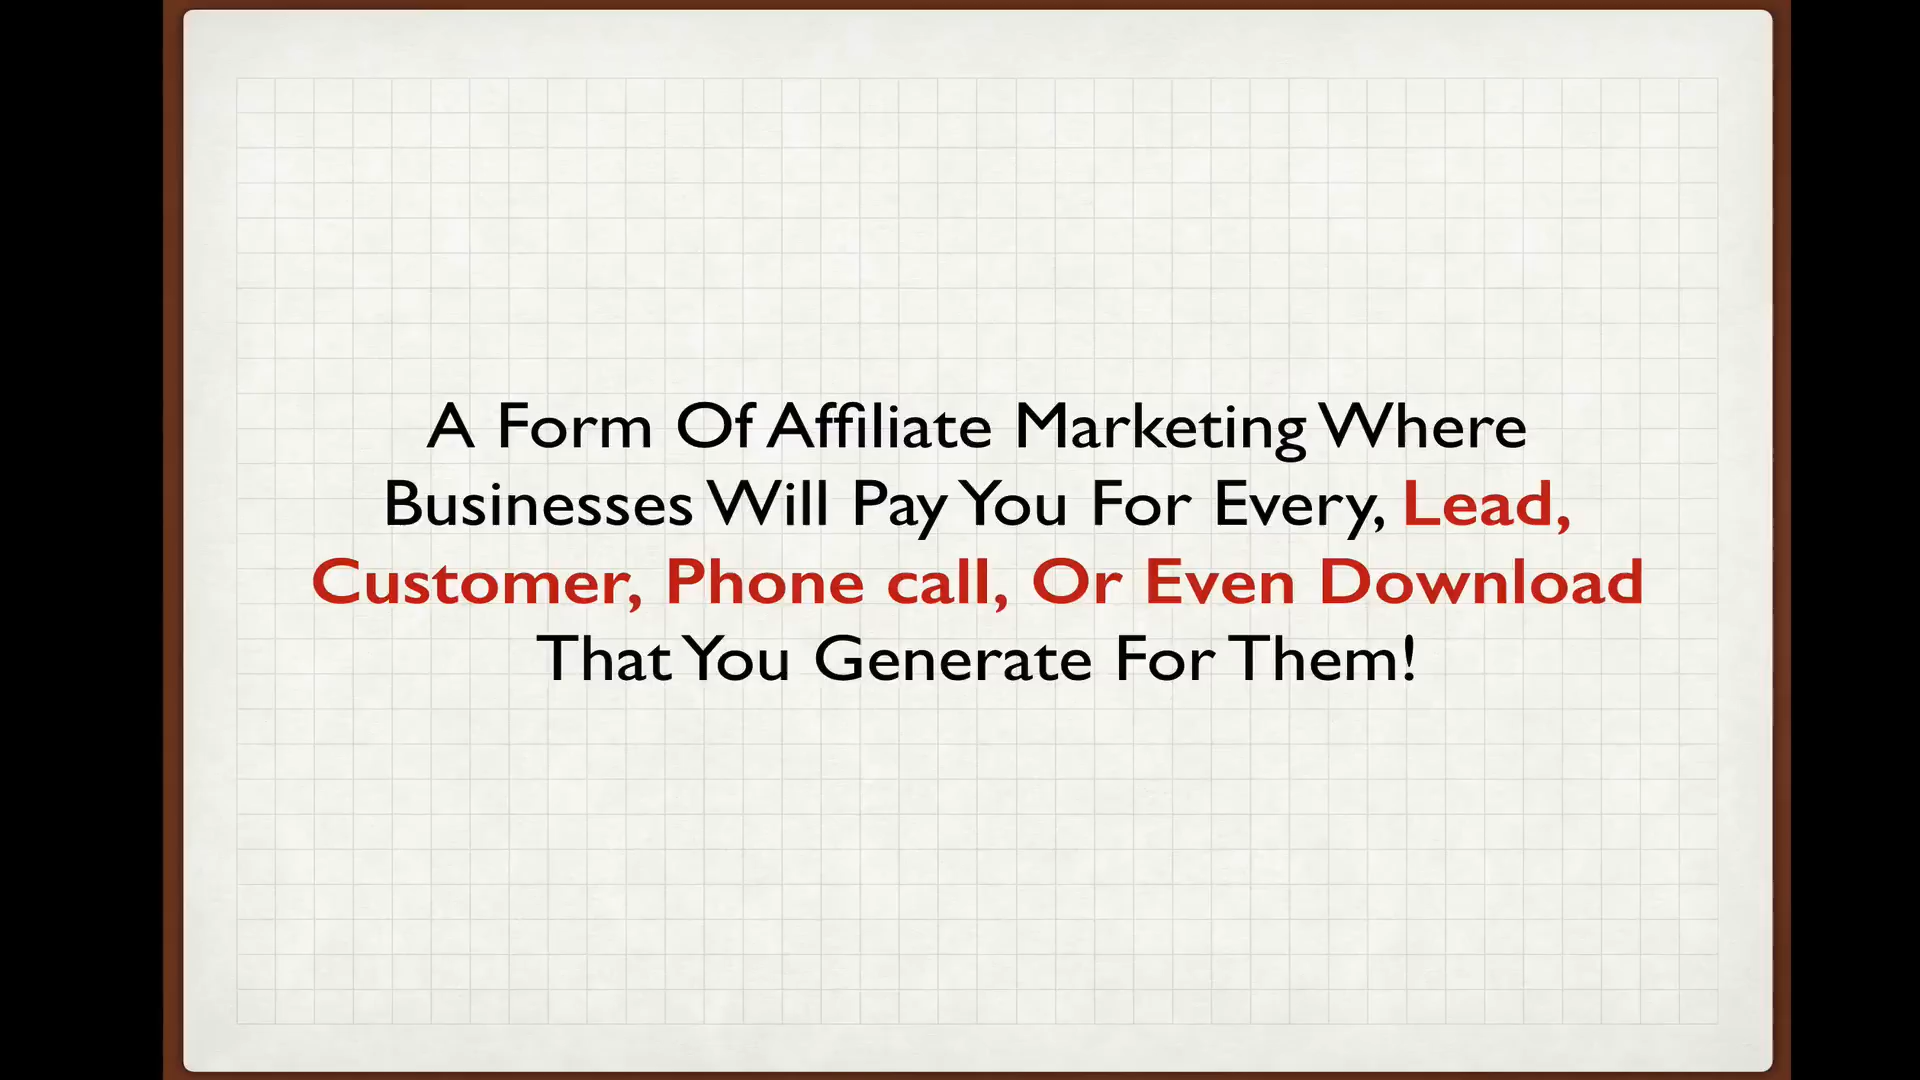 A Form Of Affiliate Marketing Where
Businesses Will Pay You For Every, Lead,
Customer, Phone call, Or Even Download
That You Generate For Them!